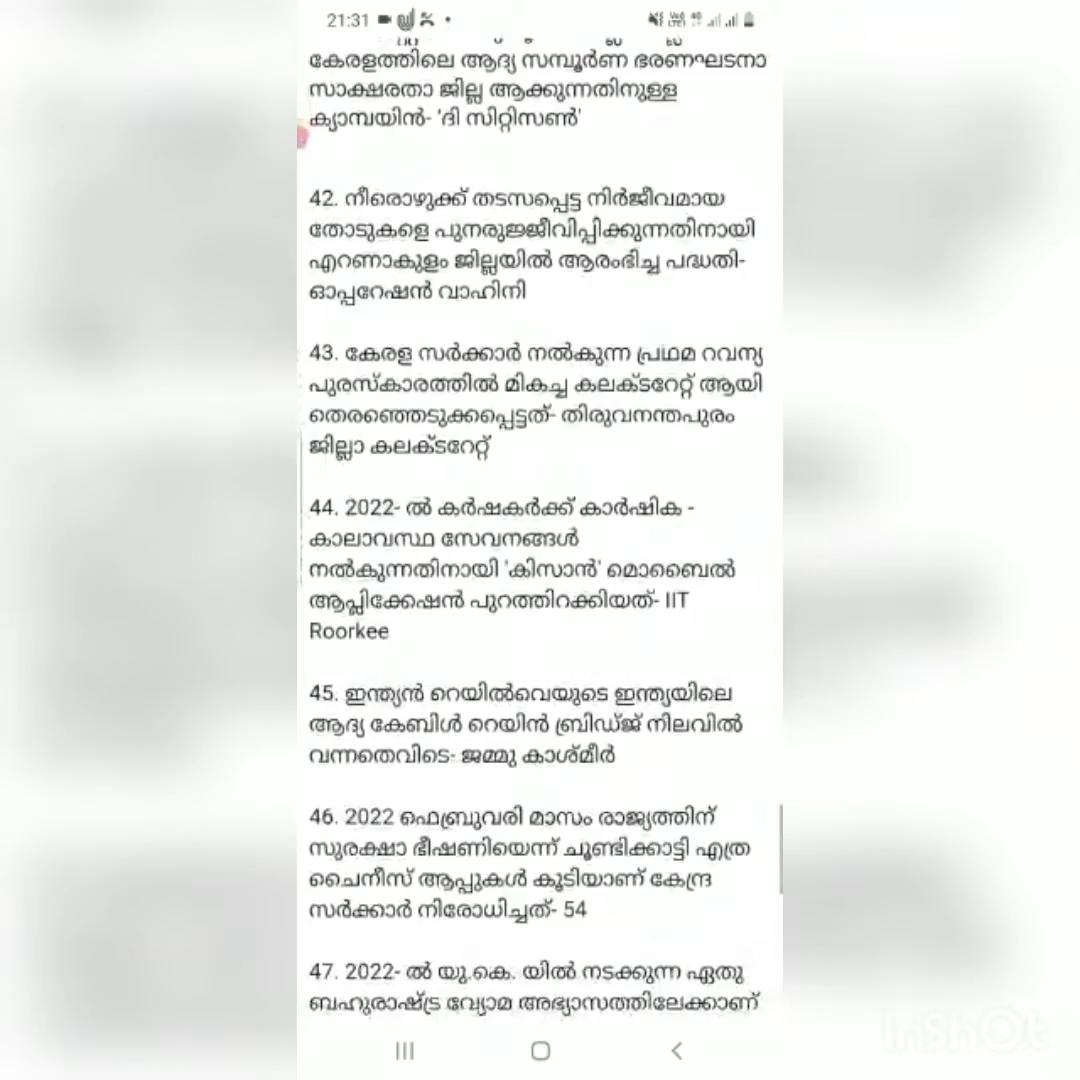 21:31
കേരളത്തിലെ ആദ്യ സമ്പൂർണ ഭരണഘടനാ
സാക്ഷരതാ ജില്ല ആക്കുന്നതിനുള്ള
ക്യാമ്പയിൻ- 'ദി സിറ്റിസൺ'
42. നീരൊഴുക്ക് തടസപ്പെട്ട നിർജീവമായ
തോടുകളെ പുനരുജ്ജീവിപ്പിക്കുന്നതിനായി
എറണാകുളം ജില്ലയിൽ ആരംഭിച്ച പദ്ധതി-
ഓപ്പറേഷൻ വാഹിനി
43. കേരള സർക്കാർ നൽകുന്ന പ്രഥമ റവന്യ
പുരസ്കാരത്തിൽ മികച്ച കലക്ടറേറ്റ് ആയി
തെരഞ്ഞെടുക്കപ്പെട്ടത്- തിരുവനന്തപുരം
ജില്ലാ കലക്ടറേറ്റ്
44. 2022- ൽ കർഷകർക്ക് കാർഷിക -
കാലാവസ്ഥ സേവനങ്ങൾ
നൽകുന്നതിനായി 'കിസാൻ' മൊബൈൽ
ആപ്ലിക്കേഷൻ പുറത്തിറക്കിയത്- IIT
Roorkee
45. ഇന്ത്യൻ റെയിൽവെയുടെ ഇന്ത്യയിലെ
ആദ്യ കേബിൾ റെയിൻ ബ്രിഡ്ജ് നിലവിൽ
വന്നതെവിടെ- ജമ്മു കാശ്മീർ
46. 2022 ഫെബ്രുവരി മാസം രാജ്യത്തിന്
സുരക്ഷാ ഭീഷണിയെന്ന് ചൂണ്ടിക്കാട്ടി എത്ര
ചൈനീസ് ആപ്പുകൾ കൂടിയാണ് കേന്ദ്ര
സർക്കാർ നിരോധിച്ചത്- 54
47. 2022- ൽ യു.കെ. യിൽ നടക്കുന്ന ഏതു
ബഹുരാഷ്ട്ര വ്യോമ അഭ്യാസത്തിലേക്കാണ്
InShOt